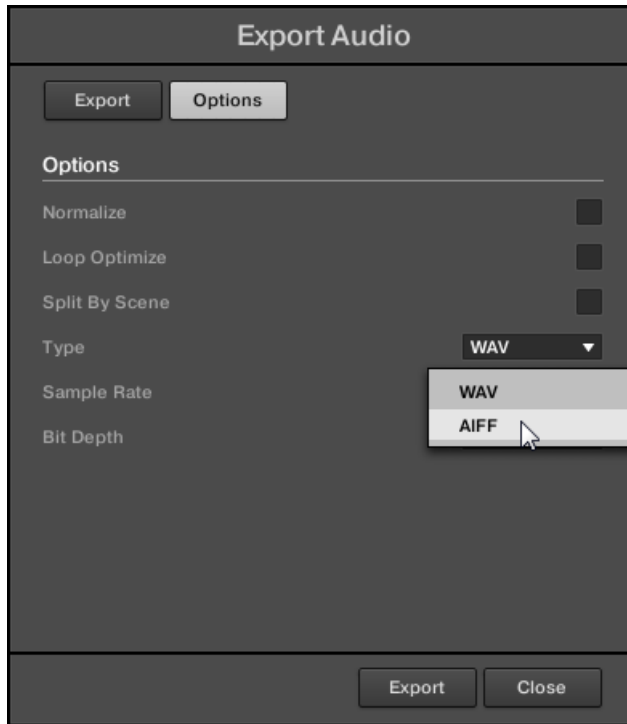 Export Audio
Export Options
Options
Normalize
Loop Optimize
Split By Scene
Type WAV
Sample Rate WAV
AIFF
Bit Depth
Export Close